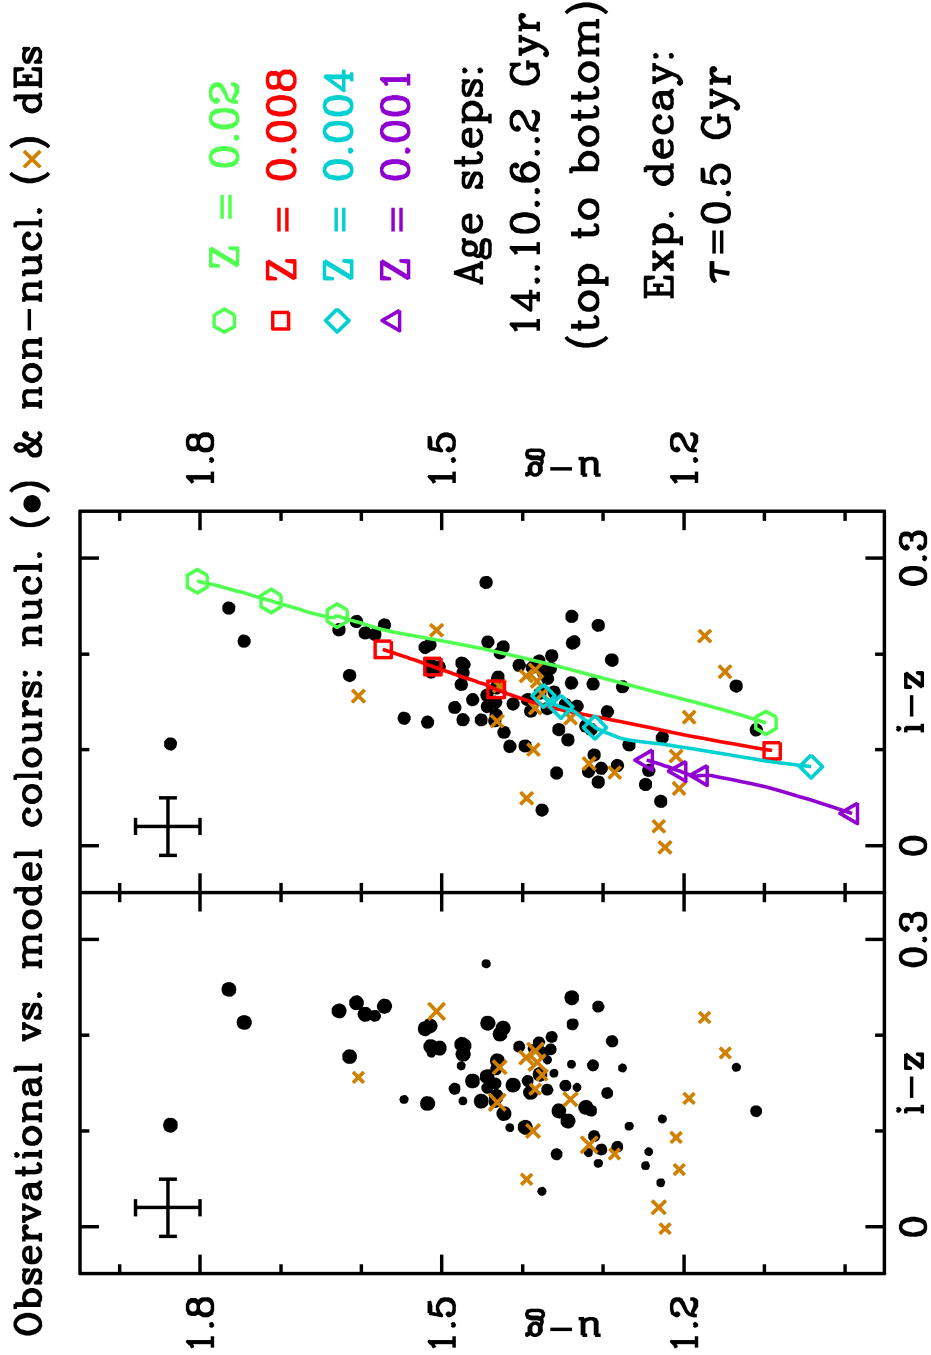 Observational vs. model colours: nucl. (●) & non-nucl. (×) dEs
u-g
1.8
1.5
1.2
0
0.3
i-z
0
0.3
i-z
1.8
1.5
1.2
u-g
Z = 0.02
Z = 0.008
Z = 0.004
Z = 0.001
Age steps:
14..10..6..2 Gyr
(top to bottom)
Exp. decay:
τ=0.5 Gyr